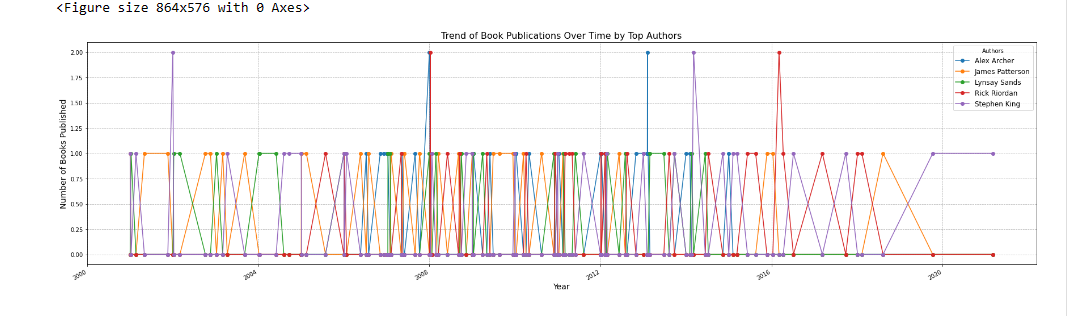 <Figure size 864x576 with 0 Axes>
Trend of Book Publications Over Time by Top Authors
Authors
Alex Archer
James Patterson
Lynsay Sands
Rick Riordan
Stephen King
Number of Books Published
2.00
1.75
1.50
1.25
1.00
0.75
0.50
0.25
0.00
2000
2004
2008
2012
2016
2020
Year